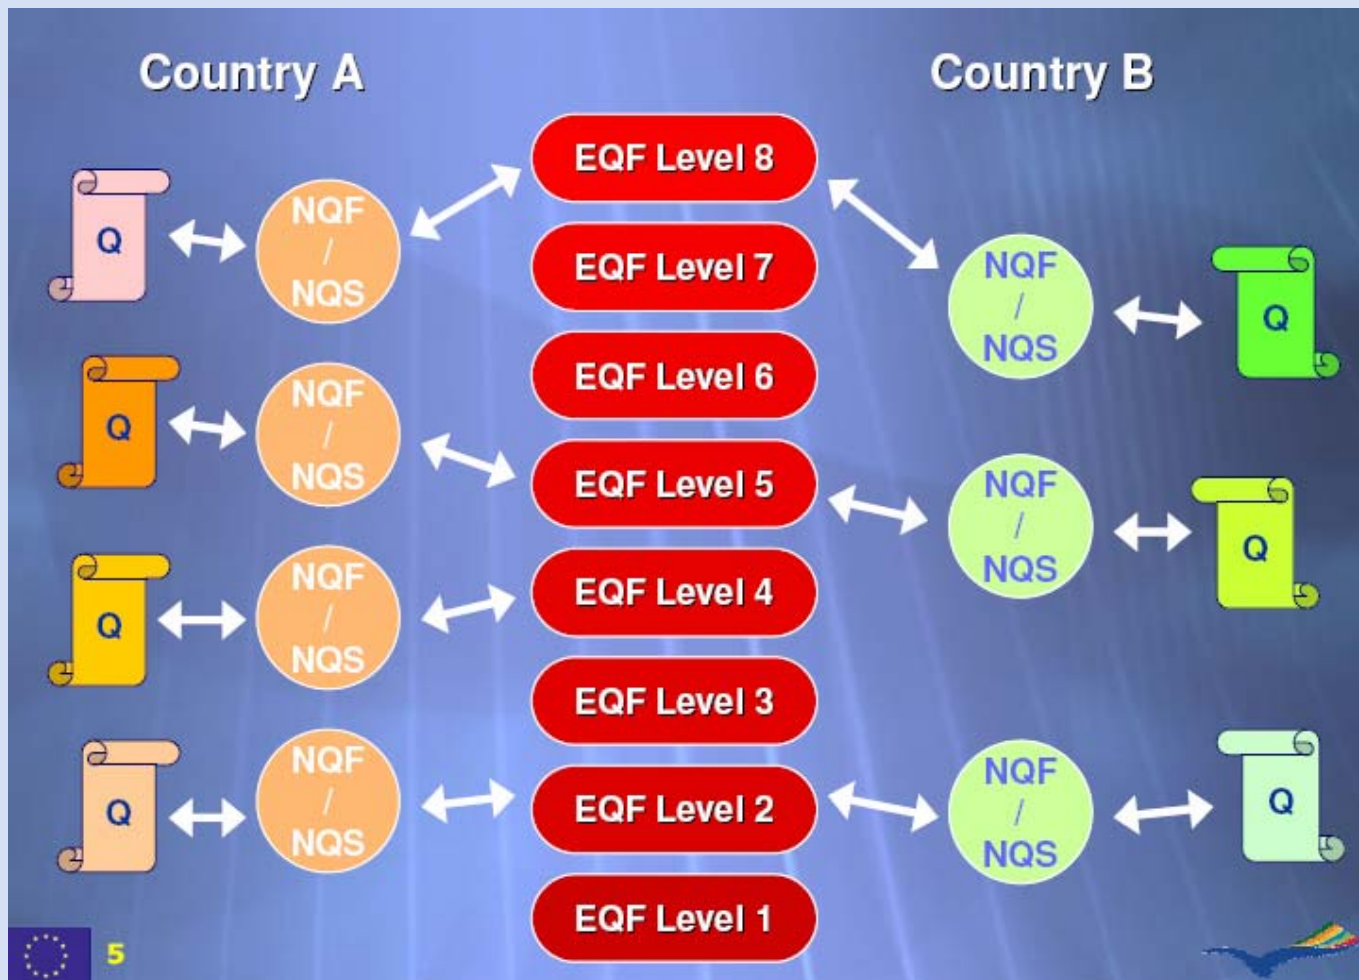 Country A
Country B
EQF Level 8
EQF Level 7
EQF Level 6
EQF Level 5
EQF Level 4
EQF Level 3
EQF Level 2
EQF Level 1
Q
NQF
/
NQS
Q
NQF
/
NQS
Q
NQF
/
NQS
Q
NQF
/
NQS
NQF
/
NQS
Q
NQF
/
NQS
Q
NQF
/
NQS
Q
5